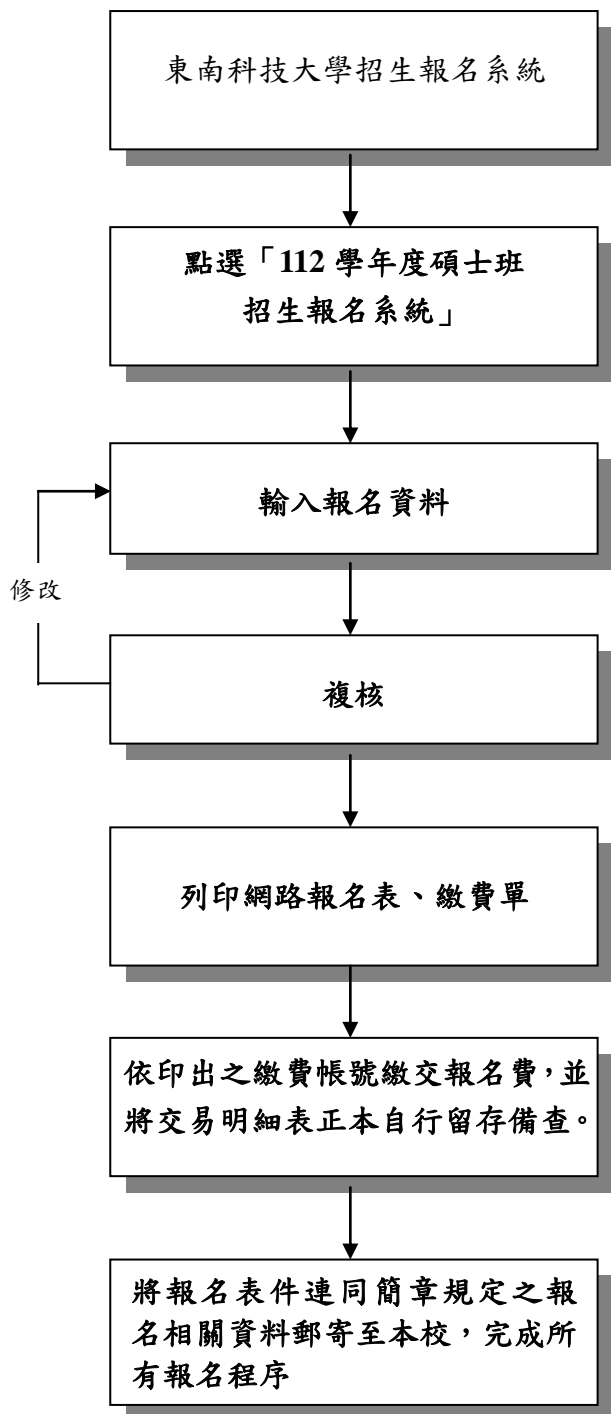 東南科技大學招生報名系統
點選「112 學年度碩士班
招生報名系統」
輸入報名資料
修改
複核
列印網路報名表、繳費單
依印出之繳費帳號繳交報名費，並
將交易明細表正本自行留存備查。
將報名表件連同簡章規定之報
名相關資料郵寄至本校，完成所
有報名程序